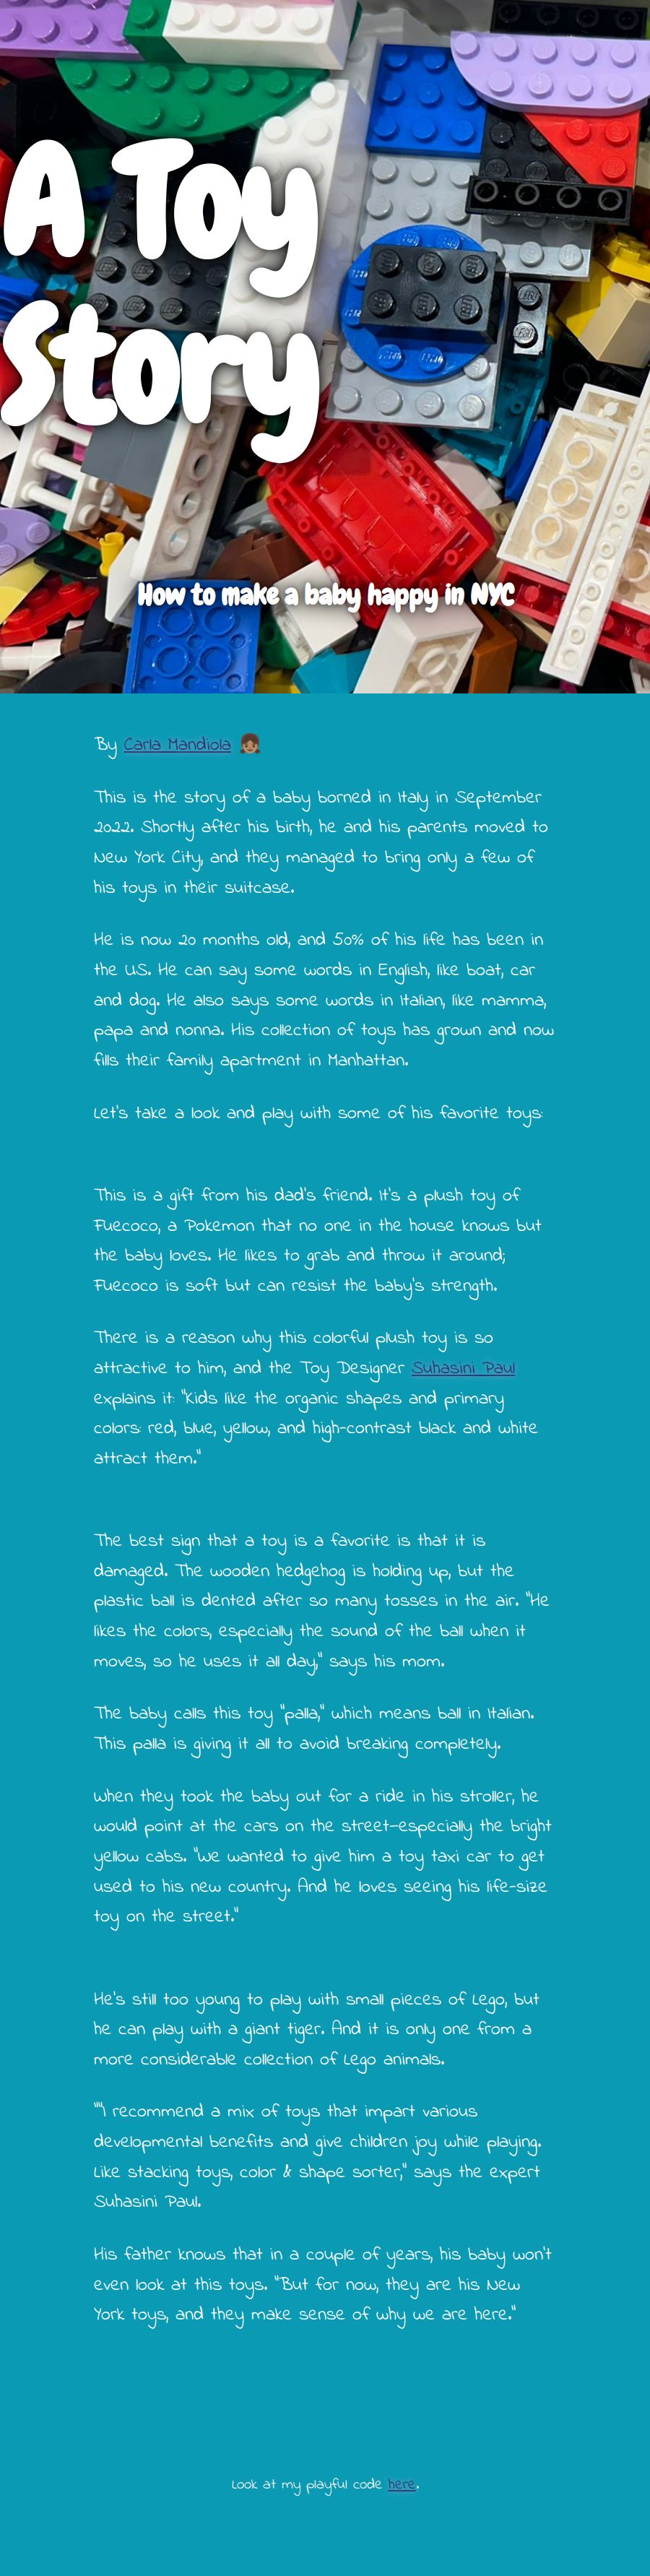 A Toy
Story
How to make a baby happy in NYC
By Carla Mandiola 👧🏽
This is the story of a baby borned in Italy in September
2022. Shortly after his birth, he and his parents moved to
New York City, and they managed to bring only a few of
his toys in their suitcase.
He is now 20 months old, and 50% of his life has been in
the US. He can say some words in English, like boat, car
and dog. He also says some words in Italian, like mamma,
papa and nonna. His collection of toys has grown and now
fills their family apartment in Manhattan.
Let's take a look and play with some of his favorite toys:
This is a gift from his dad's friend. It's a plush toy of
Fuecoco, a Pokemon that no one in the house knows but
the baby loves. He likes to grab and throw it around;
Fuecoco is soft but can resist the baby's strength.
There is a reason why this colorful plush toy is so
attractive to him, and the Toy Designer Suhasini Paul
explains it: "Kids like the organic shapes and primary
colors: red, blue, yellow, and high-contrast black and white
attract them."
The best sign that a toy is a favorite is that it is
damaged. The wooden hedgehog is holding up, but the
plastic ball is dented after so many tosses in the air. "He
likes the colors, especially the sound of the ball when it
moves, so he uses it all day," says his mom.
The baby calls this toy "palla," which means ball in Italian.
This palla is giving it all to avoid breaking completely.
When they took the baby out for a ride in his stroller, he
would point at the cars on the street—especially the bright
yellow cabs. "We wanted to give him a toy taxi car to get
used to his new country. And he loves seeing his life-size
toy on the street."
He's still too young to play with small pieces of Lego, but
he can play with a giant tiger. And it is only one from a
more considerable collection of Lego animals.
""I recommend a mix of toys that impart various
developmental benefits and give children joy while playing.
Like stacking toys, color & shape sorter," says the expert
Suhasini Paul.
His father knows that in a couple of years, his baby won't
even look at this toys. "But for now, they are his New
York toys, and they make sense of why we are here."
Look at my playful code here.